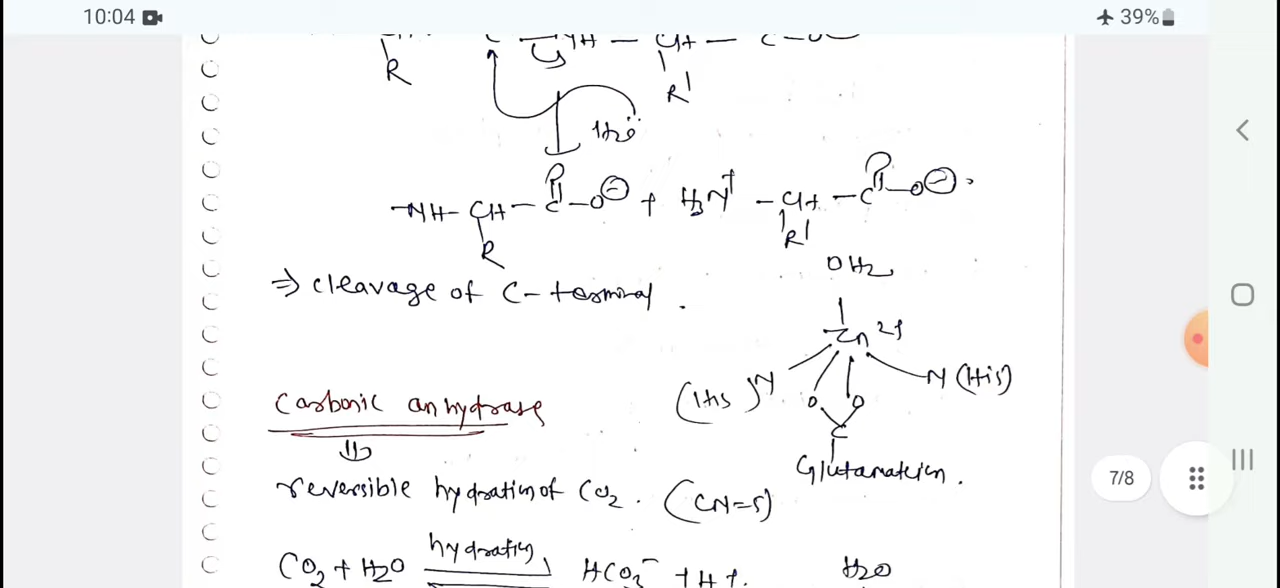 10:04 39%
R
R'
H2O
-NH-CH-C-O⊖ + H3N+ -CH-C-O⊖
R R'
OH2
⇒ cleavage of C-terminal.
Zn2+
(His)N N(His)
O O
C
carbonic anhydrase
Glutamation.
reversible hydration of CO2. (CN=5)
7/8
hydration
CO2 + H2O HCO3- + H+. H2O